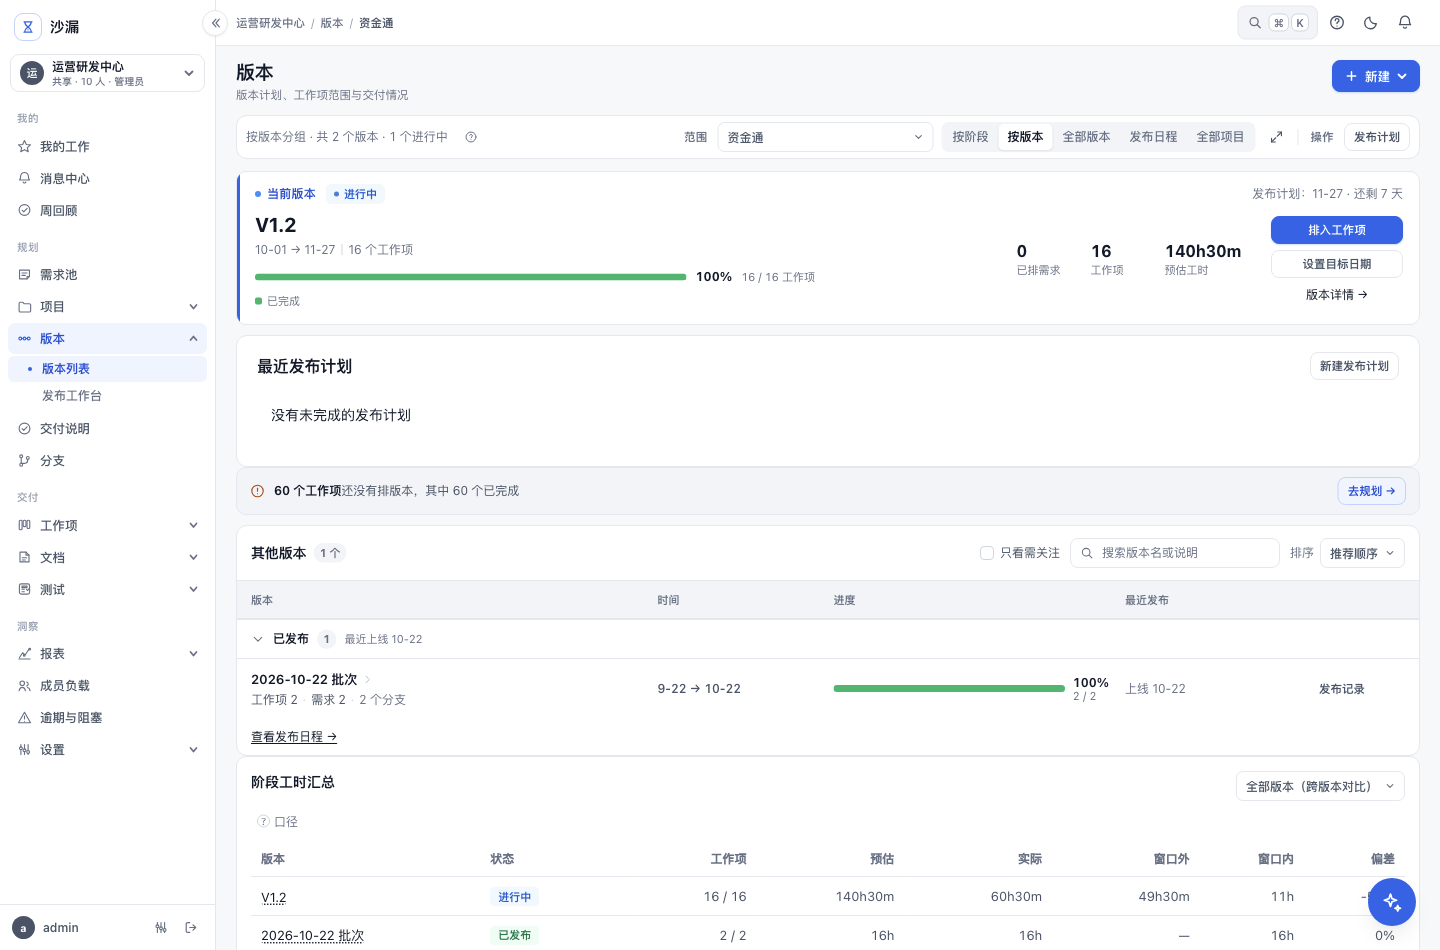 沙漏
运
运营研发中心
共享 · 10 人 · 管理员
我的
我的工作
消息中心
周回顾
规划
需求池
项目
版本
版本列表
发布工作台
交付说明
分支
交付
工作项
文档
测试
洞察
报表
成员负载
逾期与阻塞
设置
a admin
运营研发中心 / 版本 / 资金通
⌘ K
版本
版本计划、工作项范围与交付情况
新建
按版本分组 · 共 2 个版本 · 1 个进行中
范围 资金通 按阶段 按版本 全部版本 发布日程 全部项目 操作 发布计划
当前版本 进行中
发布计划：11-27 · 还剩 7 天
V1.2
10-01 → 11-27 | 16 个工作项
100% 16 / 16 工作项
已完成
0 16 140h30m
已排需求 工作项 预估工时
排入工作项
设置目标日期
版本详情 →
最近发布计划 新建发布计划
没有未完成的发布计划
60 个工作项还没有排版本，其中 60 个已完成 去规划 →
其他版本 1 个 只看需关注 搜索版本名或说明 排序 推荐顺序
版本 时间 进度 最近发布
已发布 1 最近上线 10-22
2026-10-22 批次
工作项 2 · 需求 2 · 2 个分支
9-22 → 10-22
100%
2 / 2
上线 10-22 发布记录
查看发布日程 →
阶段工时汇总 全部版本（跨版本对比）
? 口径
版本 状态 工作项 预估 实际 窗口外 窗口内 偏差
V1.2 进行中 16 / 16 140h30m 60h30m 49h30m 11h
2026-10-22 批次 已发布 2 / 2 16h 16h — 16h 0%